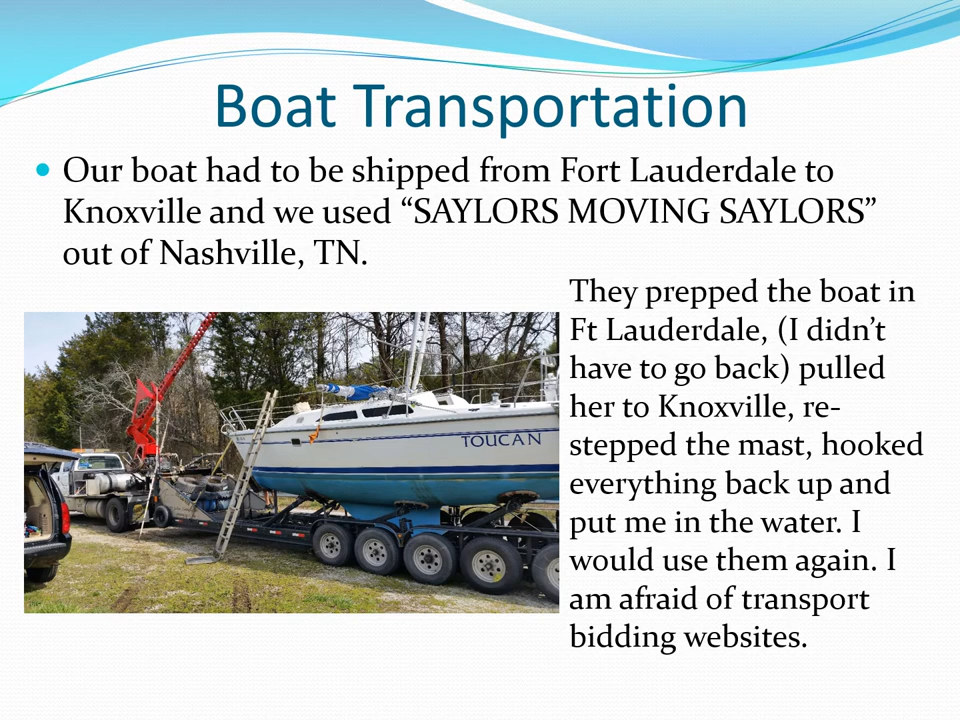 Boat Transportation
Our boat had to be shipped from Fort Lauderdale to
Knoxville and we used “SAYLORS MOVING SAYLORS”
out of Nashville, TN.
They prepped the boat in
Ft Lauderdale, (I didn’t
have to go back) pulled
her to Knoxville, re-
stepped the mast, hooked
everything back up and
put me in the water. I
would use them again. I
am afraid of transport
bidding websites.
TOUCAN